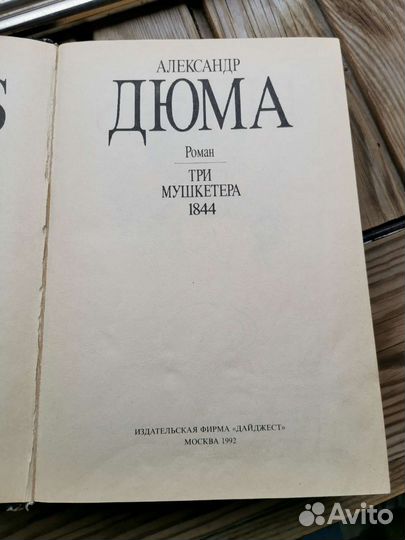 S
АЛЕКСАНДР
ДЮМА
Роман
ТРИ
МУШКЕТЕРА
1844
ИЗДАТЕЛЬСКАЯ ФИРМА «ДАЙДЖЕСТ»
МОСКВА 1992
Avito